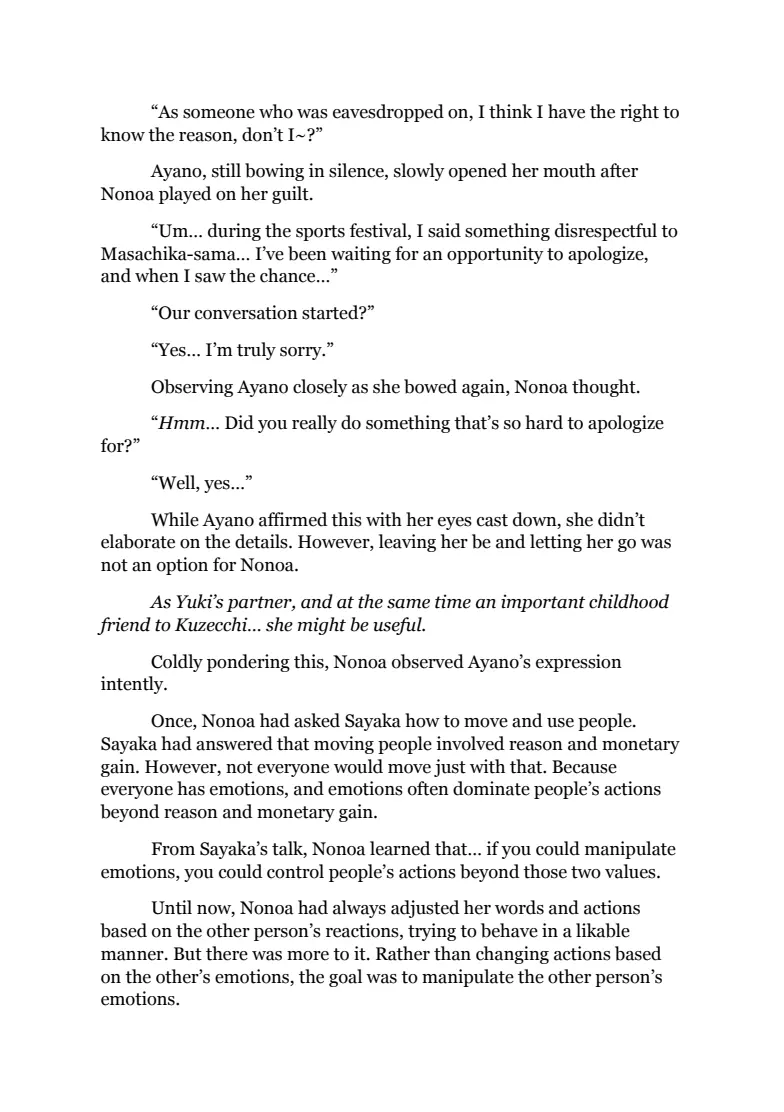 “As someone who was eavesdropped on, I think I have the right to
know the reason, don’t I~?”
Ayano, still bowing in silence, slowly opened her mouth after
Nonoa played on her guilt.
“Um… during the sports festival, I said something disrespectful to
Masachika-sama… I’ve been waiting for an opportunity to apologize,
and when I saw the chance…”
“Our conversation started?”
“Yes… I’m truly sorry.”
Observing Ayano closely as she bowed again, Nonoa thought.
“Hmm… Did you really do something that’s so hard to apologize
for?”
“Well, yes…”
While Ayano affirmed this with her eyes cast down, she didn’t
elaborate on the details. However, leaving her be and letting her go was
not an option for Nonoa.
As Yuki’s partner, and at the same time an important childhood
friend to Kuzecchi… she might be useful.
Coldly pondering this, Nonoa observed Ayano’s expression
intently.
Once, Nonoa had asked Sayaka how to move and use people.
Sayaka had answered that moving people involved reason and monetary
gain. However, not everyone would move just with that. Because
everyone has emotions, and emotions often dominate people’s actions
beyond reason and monetary gain.
From Sayaka’s talk, Nonoa learned that… if you could manipulate
emotions, you could control people’s actions beyond those two values.
Until now, Nonoa had always adjusted her words and actions
based on the other person’s reactions, trying to behave in a likable
manner. But there was more to it. Rather than changing actions based
on the other’s emotions, the goal was to manipulate the other person’s
emotions.